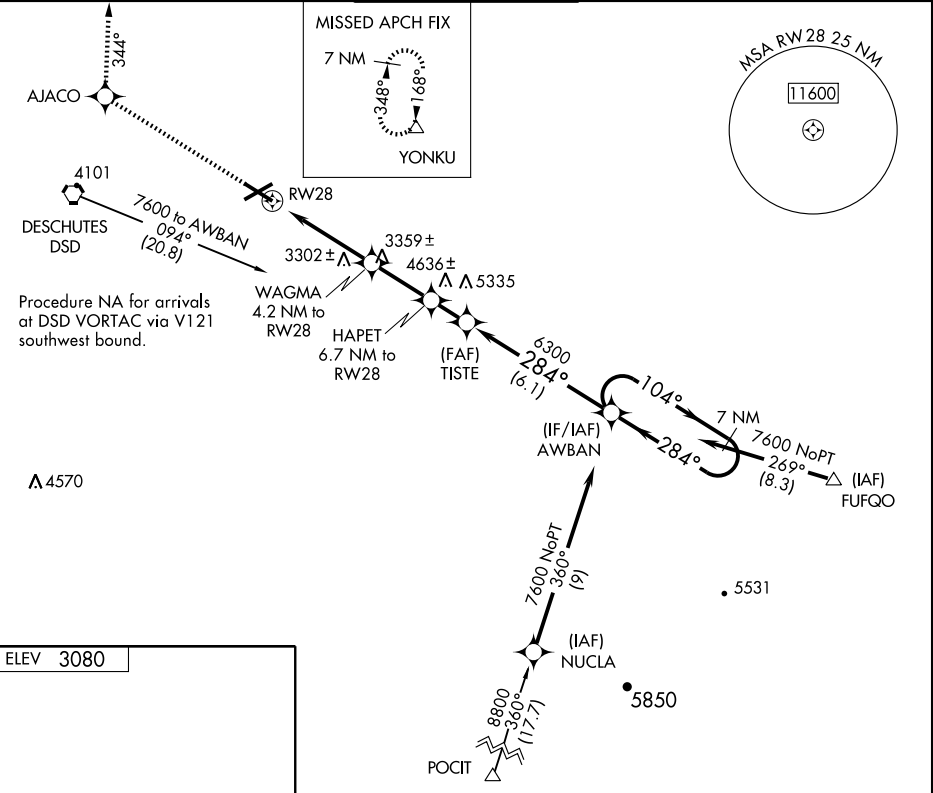 MISSED APCH FIX
7 NM
348°
168°
YONKU
MSA RW 28 25 NM
11600
344°
AJACO
4101
DESCHUTES
DSD
7600 to AWBAN
094°
(20.8)
RW28
3302 ±
3359 ±
4636 ±
5335
WAGMA
4.2 NM to
RW28
HAPET
6.7 NM to
RW28
(FAF)
TISTE
Procedure NA for arrivals
at DSD VORTAC via V121
southwest bound.
6300
284°
(6.1)
(IF/IAF)
AWBAN
104°
7 NM
284°
7600 NoPT
269°
(8.3)
(IAF)
FUFQO
4570
7600 NoPT
360°
(9)
5531
(IAF)
NUCLA
5850
8800
360°
(17.7)
POCIT
ELEV 3080